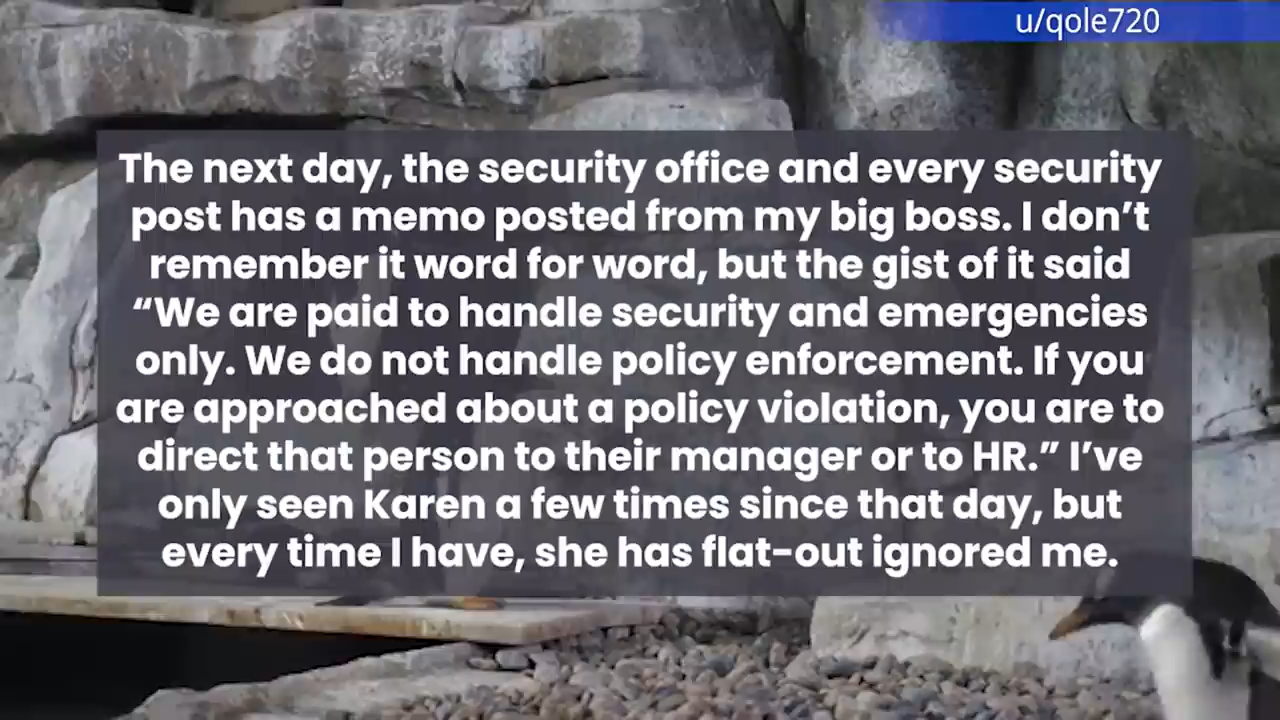 u/qole720
The next day, the security office and every security
post has a memo posted from my big boss. I don’t
remember it word for word, but the gist of it said
“We are paid to handle security and emergencies
only. We do not handle policy enforcement. If you
are approached about a policy violation, you are to
direct that person to their manager or to HR.” I’ve
only seen Karen a few times since that day, but
every time I have, she has flat-out ignored me.